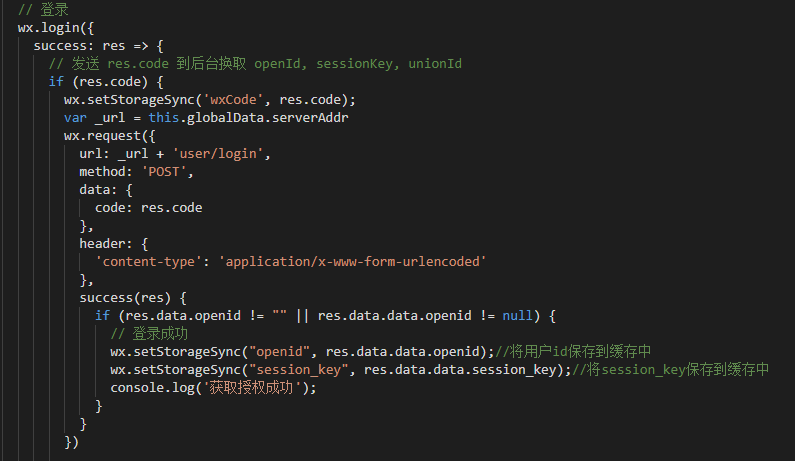 // 登录
wx.login({
success: res => {
// 发送 res.code 到后台换取 openId, sessionKey, unionId
if (res.code) {
wx.setStorageSync('wxCode', res.code);
var _url = this.globalData.serverAddr
wx.request({
url: _url + 'user/login',
method: 'POST',
data: {
code: res.code
},
header: {
'content-type': 'application/x-www-form-urlencoded'
},
success(res) {
if (res.data.openid != "" || res.data.data.openid != null) {
// 登录成功
wx.setStorageSync("openid", res.data.data.openid);//将用户id保存到缓存中
wx.setStorageSync("session_key", res.data.data.session_key);//将session_key保存到缓存中
console.log('获取授权成功');
}
}
})